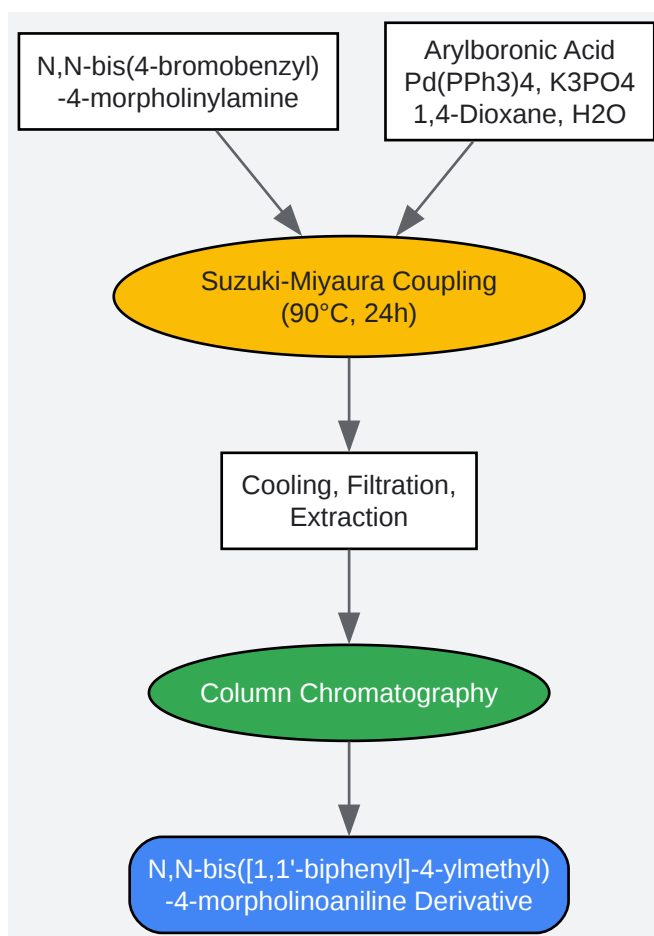 N,N-bis(4-bromobenzyl)
-4-morpholinylamine
Arylboronic Acid
Pd(PPh3)4, K3PO4
1,4-Dioxane, H2O
Suzuki-Miyaura Coupling
(90°C, 24h)
Cooling, Filtration,
Extraction
Column Chromatography
N,N-bis([1,1'-biphenyl]-4-ylmethyl)
-4-morpholinoaniline Derivative